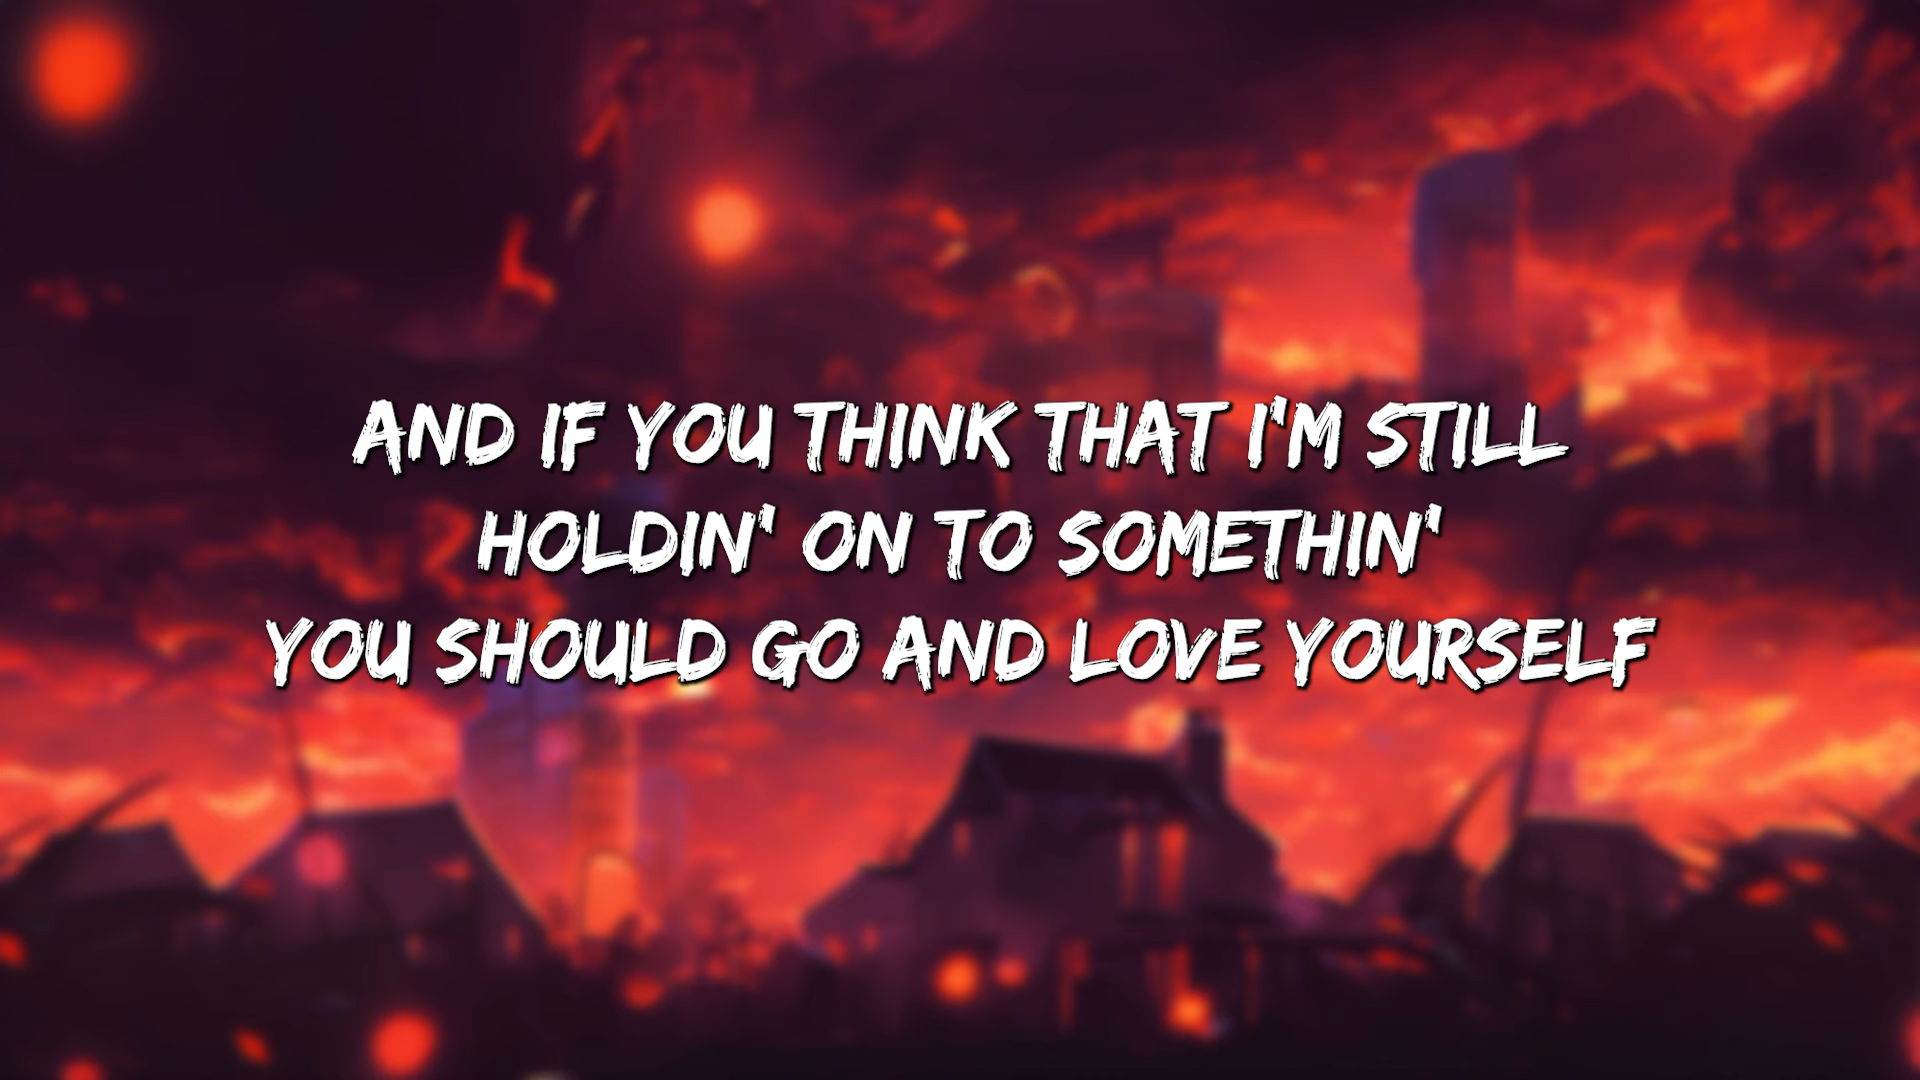 AND IF YOU THINK THAT I'M STILL
HOLDIN' ON TO SOMETHIN'
YOU SHOULD GO AND LOVE YOURSELF